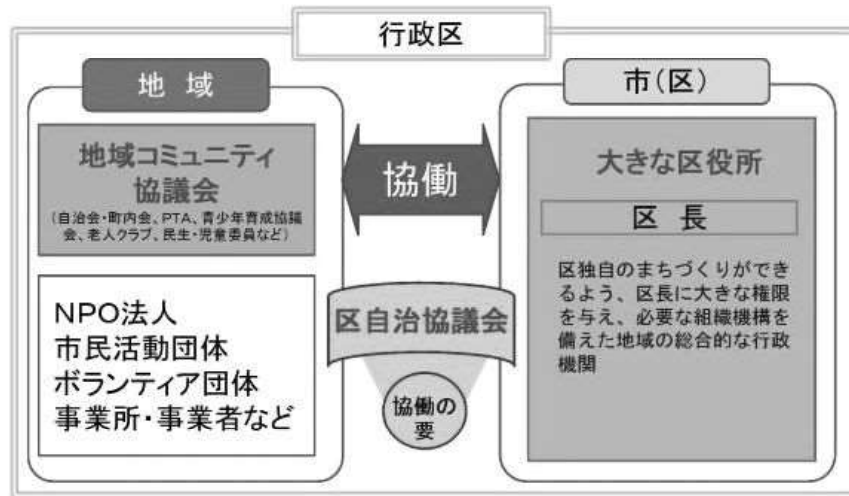 行政区
地 域
地域コミュニティ
協議会
(自治会・町内会、PTA、青少年育成協議
会、老人クラブ、民生・児童委員など)
NPO法人
市民活動団体
ボランティア団体
事業所・事業者など
協働
区自治協議会
協働の
要
市(区)
大きな区役所
区 長
区独自のまちづくりができ
るよう、区長に大きな権限
を与え、必要な組織機構を
備えた地域の総合的な行政
機関